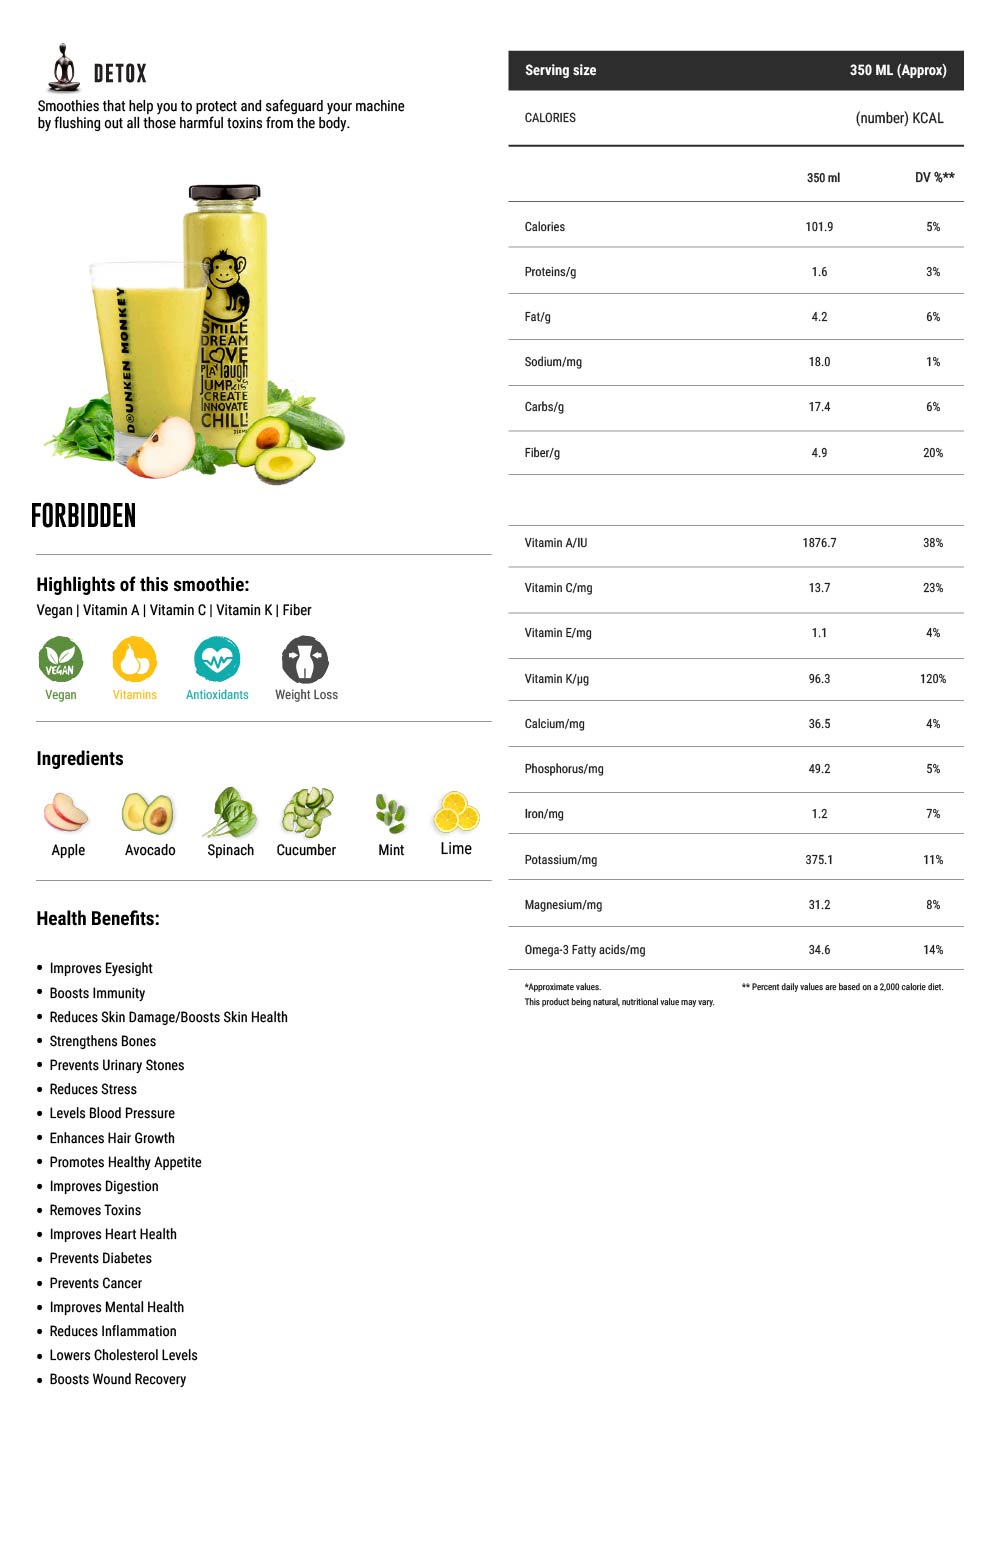 DETOX
Smoothies that help you to protect and safeguard your machine
by flushing out all those harmful toxins from the body.
DRUNKEN MONKEY
SMILE
DREAM
LOVE
PLAY laugh
JUMP
CREATE
INNOVATE
CHILL!
FORBIDDEN
Highlights of this smoothie:
Vegan | Vitamin A | Vitamin C | Vitamin K | Fiber
VEGAN
Vegan Vitamins Antioxidants Weight Loss
Ingredients
Apple Avocado Spinach Cucumber Mint Lime
Health Benefits:
• Improves Eyesight
• Boosts Immunity
• Reduces Skin Damage/Boosts Skin Health
• Strengthens Bones
• Prevents Urinary Stones
• Reduces Stress
• Levels Blood Pressure
• Enhances Hair Growth
• Promotes Healthy Appetite
• Improves Digestion
• Removes Toxins
• Improves Heart Health
• Prevents Diabetes
• Prevents Cancer
• Improves Mental Health
• Reduces Inflammation
• Lowers Cholesterol Levels
• Boosts Wound Recovery
Serving size 350 ML (Approx)
CALORIES (number) KCAL
350 ml DV %**
Calories 101.9 5%
Proteins/g 1.6 3%
Fat/g 4.2 6%
Sodium/mg 18.0 1%
Carbs/g 17.4 6%
Fiber/g 4.9 20%
Vitamin A/IU 1876.7 38%
Vitamin C/mg 13.7 23%
Vitamin E/mg 1.1 4%
Vitamin K/µg 96.3 120%
Calcium/mg 36.5 4%
Phosphorus/mg 49.2 5%
Iron/mg 1.2 7%
Potassium/mg 375.1 11%
Magnesium/mg 31.2 8%
Omega-3 Fatty acids/mg 34.6 14%
*Approximate values. ** Percent daily values are based on a 2,000 calorie diet.
This product being natural, nutritional value may vary.